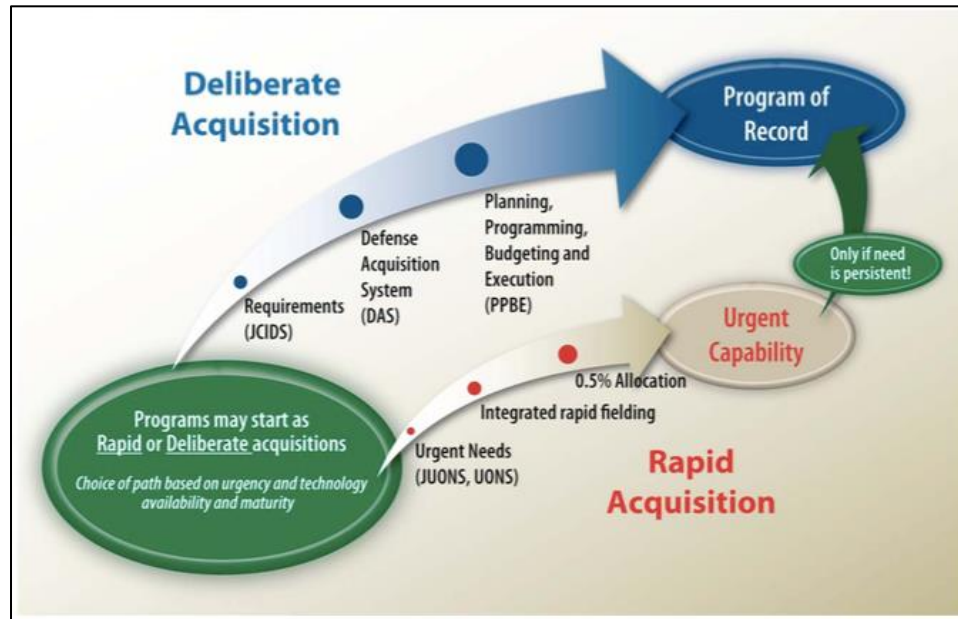 Deliberate
Acquisition
Program of
Record
Planning,
Programming,
Budgeting and
Execution
(PPBE)
Defense
Acquisition
System
(DAS)
Requirements
(JCIDS)
Only if need
is persistent!
Urgent
Capability
0.5% Allocation
Integrated rapid fielding
Urgent Needs
(JUONS, UONS)
Programs may start as
Rapid or Deliberate acquisitions
Choice of path based on urgency and technology
availability and maturity
Rapid
Acquisition